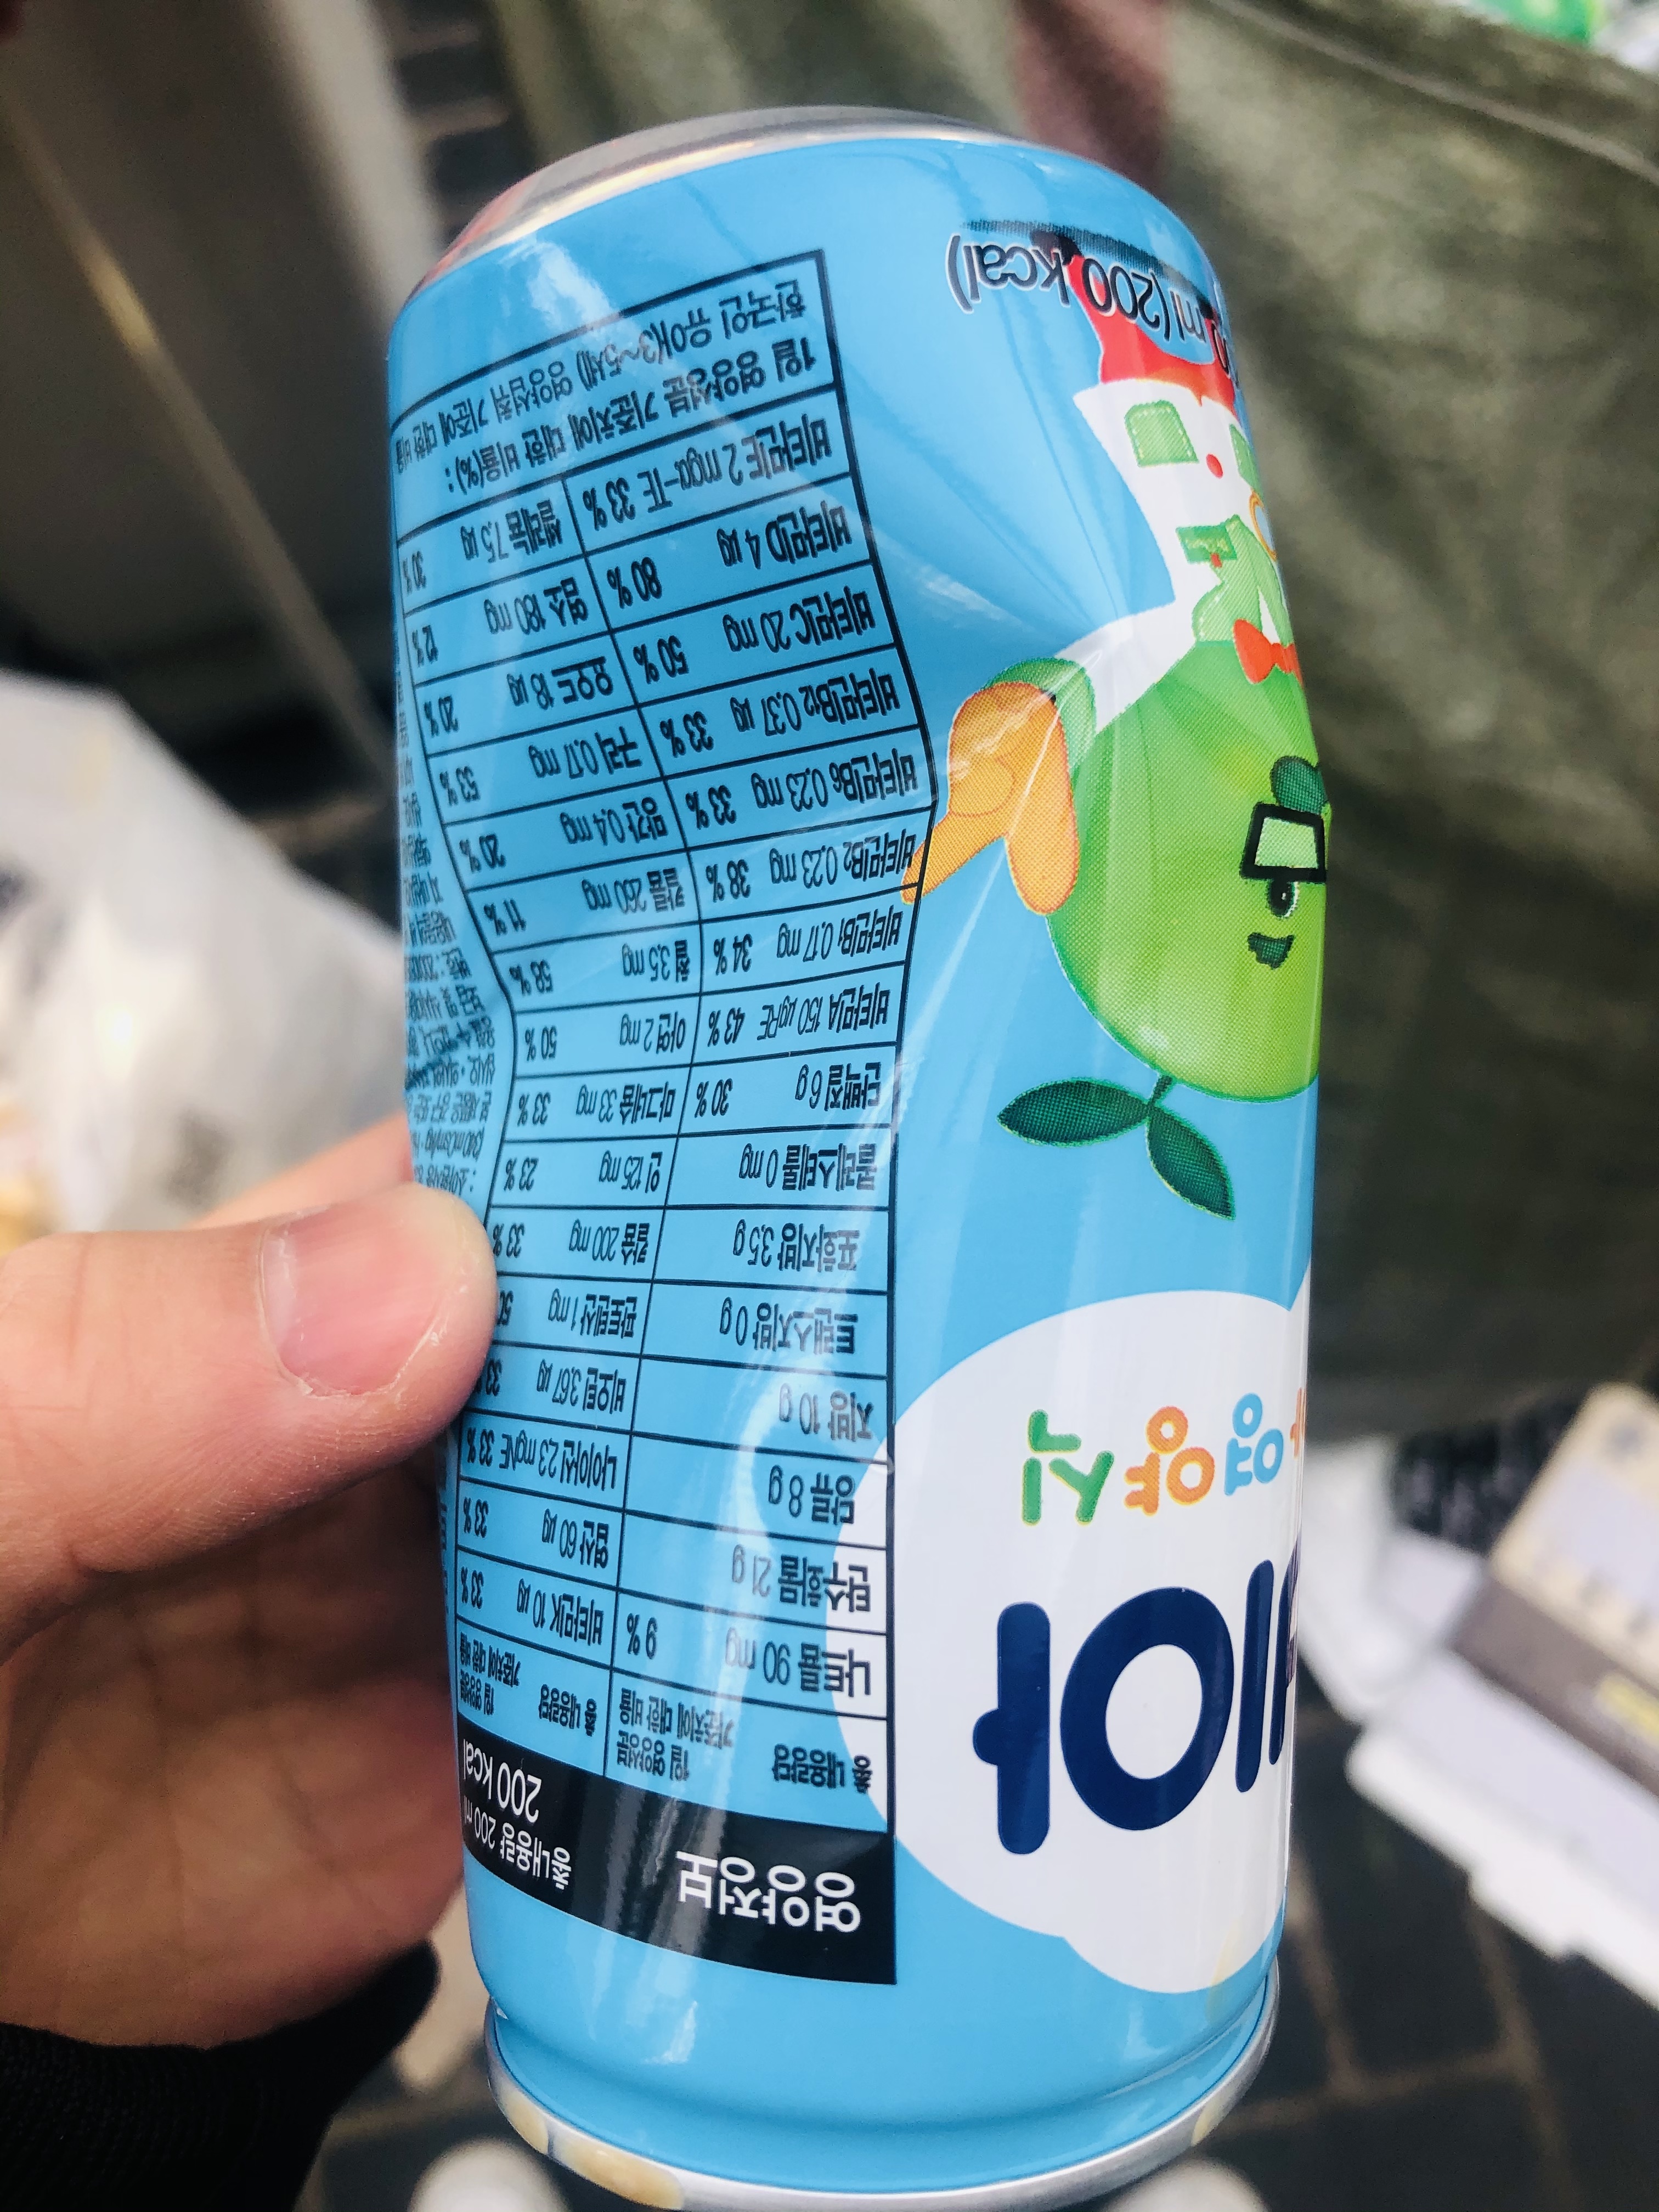 영양식
아
ml (200 kcal)
영양정보
총 내용량 200 ml
200 kcal
총 내용량당 1일 영양성분 기준치에 대한 비율 총 내용량당 1일 영양성분 기준치에 대한 비율
나트륨 90 mg 9 % 비타민K 10 μg 33 %
탄수화물 21 g 엽산 60 μg 33 %
당류 8 g 나이아신 2.3 mgNE 33 %
지방 10 g 비오틴 3.67 μg 33
트랜스지방 0 g 판토텐산 1 mg 50
포화지방 3.5 g 칼슘 200 mg 33 %
콜레스테롤 0 mg 인 125 mg 23 %
단백질 6 g 30 % 마그네슘 33 mg 33 %
비타민A 150 μgRE 43 % 아연 2 mg 50 %
비타민B₁ 0.17 mg 34 % 철 3.5 mg 58 %
비타민B₂ 0.23 mg 38 % 칼륨 260 mg 11 %
비타민B₆ 0.23 mg 33 % 망간 0.4 mg 20 %
비타민B₁₂ 0.37 μg 33 % 구리 0.17 mg 53 %
비타민C 20 mg 50 % 요오드 18 μg 20 %
비타민D 4 μg 80 % 염소 180 mg 12 %
비타민E 2 mgα-TE 33 % 셀레늄 7.5 μg 30 %
1일 영양성분 기준치에 대한 비율(%) :
한국인 유아(3~5세) 영양섭취 기준에 대한 비율